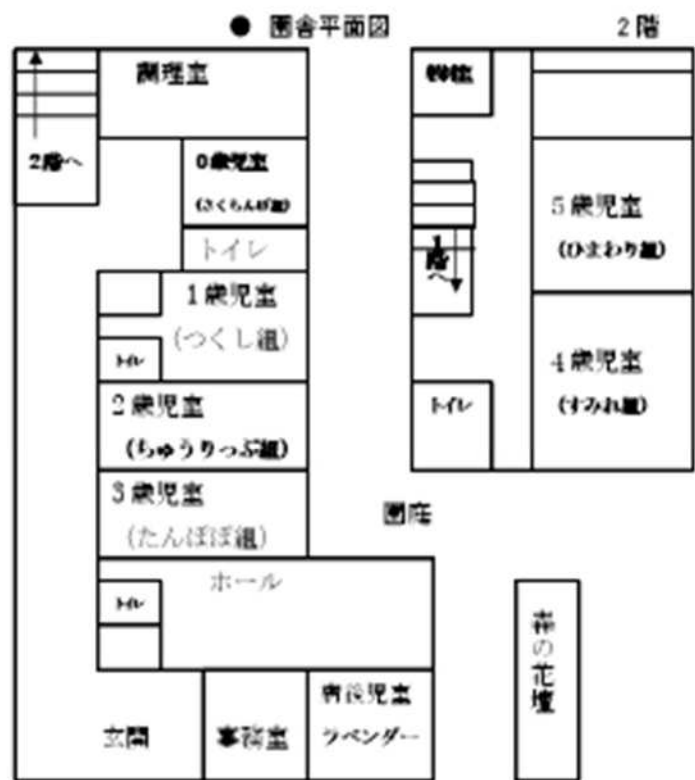 ● 園舎平面図
2階
調理室
2階へ
0歳児室
(さくらんぼ組)
トイレ
1歳児室
(つくし組)
トイレ
2歳児室
(ちゅうりっぷ組)
3歳児室
(たんぽぽ組)
ホール
トイレ
玄関
事務室
病後児室
ラベンダー
1階へ
トイレ
5歳児室
(ひまわり組)
4歳児室
(すみれ組)
園庭
森の花壇